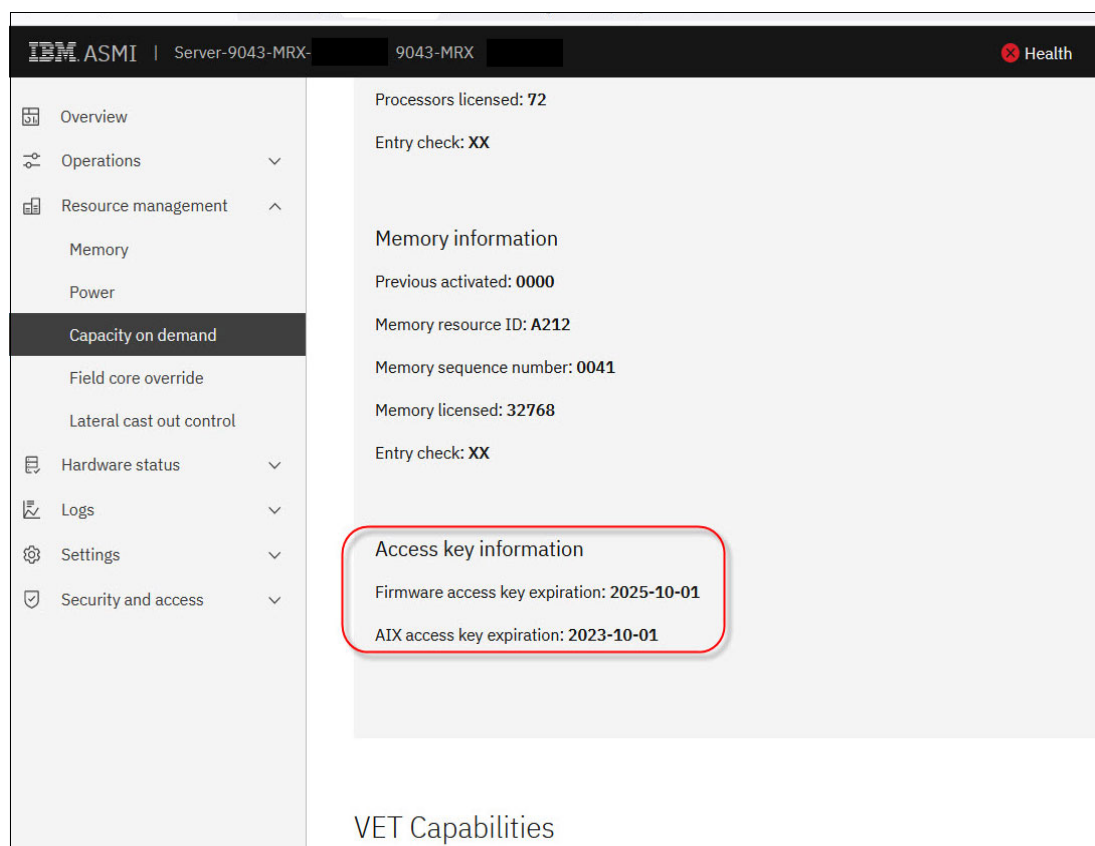 IBM. ASMI | Server-9043-MRX- 9043-MRX Health
Overview
Operations
Resource management
Memory
Power
Capacity on demand
Field core override
Lateral cast out control
Hardware status
Logs
Settings
Security and access
Processors licensed: 72
Entry check: XX
Memory information
Previous activated: 0000
Memory resource ID: A212
Memory sequence number: 0041
Memory licensed: 32768
Entry check: XX
Access key information
Firmware access key expiration: 2025-10-01
AIX access key expiration: 2023-10-01
VET Capabilities